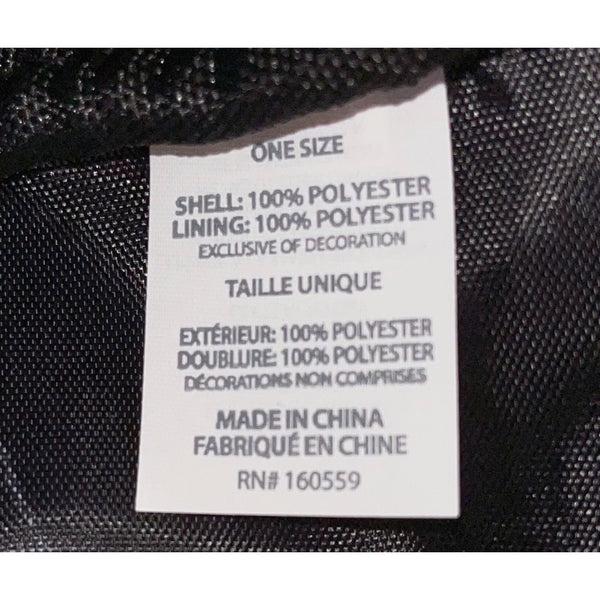 ONE SIZE
SHELL: 100% POLYESTER
LINING: 100% POLYESTER
EXCLUSIVE OF DECORATION
TAILLE UNIQUE
EXTÉRIEUR: 100% POLYESTER
DOUBLURE: 100% POLYESTER
DÉCORATIONS NON COMPRISES
MADE IN CHINA
FABRIQUÉ EN CHINE
RN# 160559